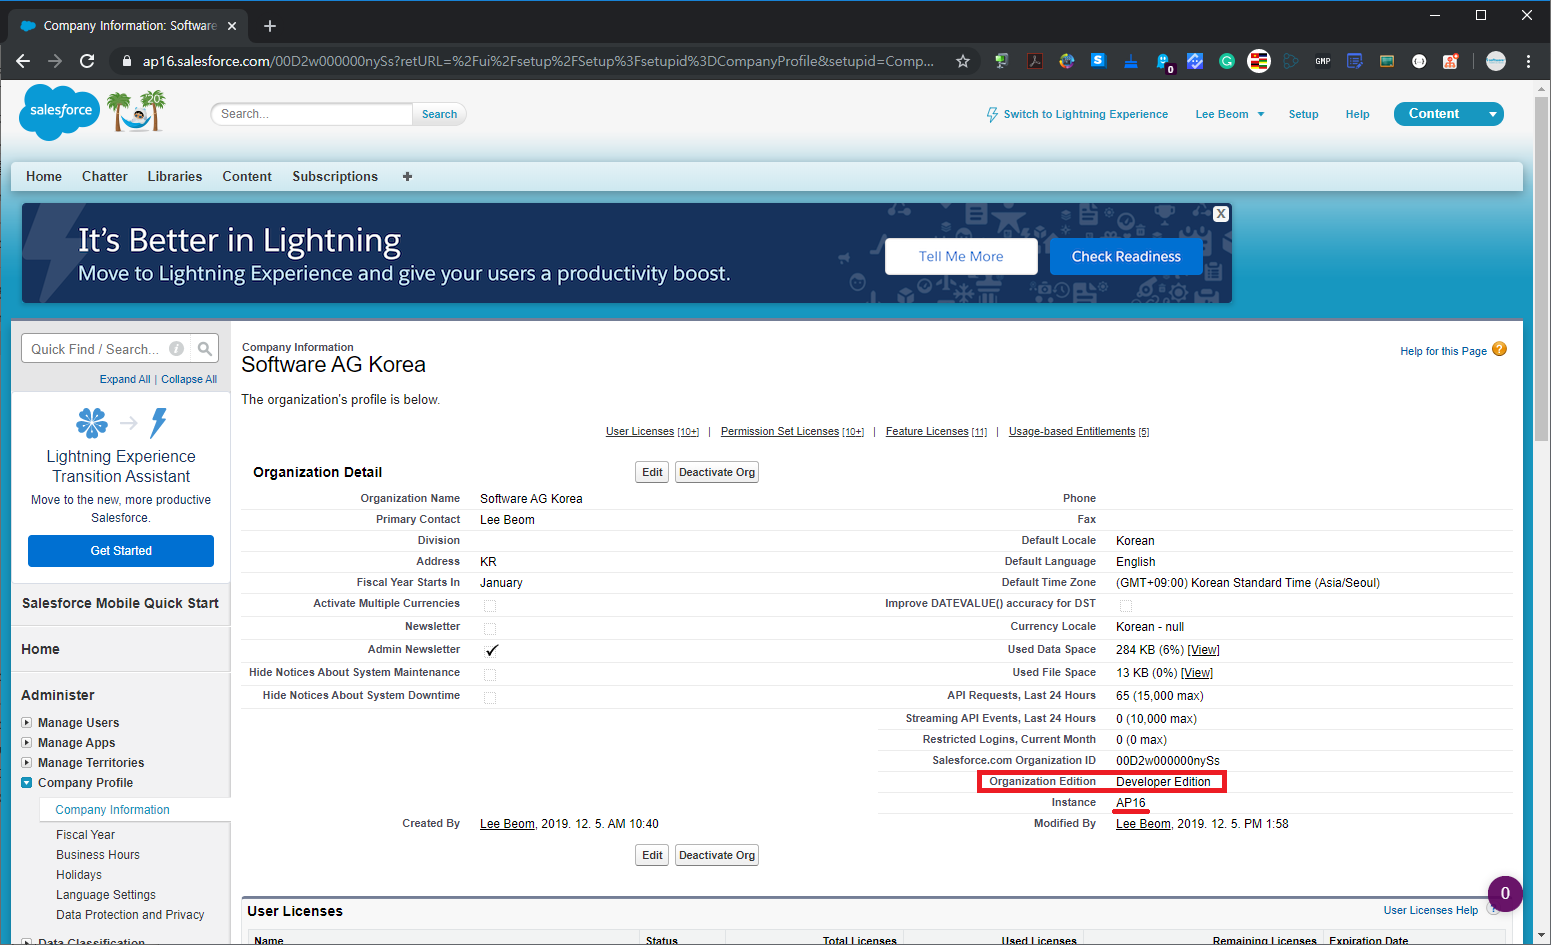 Company Information: Software
ap16.salesforce.com/00D2w000000nySs?retURL=%2Fui%2Fsetup%2FSetup%3Fsetupid%3DCompanyProfile&setupid=Comp...
0
GMP
salesforce
Search...
Search
Switch to Lightning Experience
Lee Beom
Setup
Help
Content
Home
Chatter
Libraries
Content
Subscriptions
It's Better in Lightning
Move to Lightning Experience and give your users a productivity boost.
Tell Me More
Check Readiness
X
Quick Find / Search...
Expand All | Collapse All
Lightning Experience
Transition Assistant
Move to the new, more productive
Salesforce.
Get Started
Salesforce Mobile Quick Start
Home
Administer
Manage Users
Manage Apps
Manage Territories
Company Profile
Company Information
Fiscal Year
Business Hours
Holidays
Language Settings
Data Protection and Privacy
Data Classification
Company Information
Software AG Korea
Help for this Page ?
The organization's profile is below.
User Licenses [10+] | Permission Set Licenses [10+] | Feature Licenses [11] | Usage-based Entitlements [5]
Organization Detail
Edit
Deactivate Org
Organization Name Software AG Korea
Phone
Primary Contact Lee Beom
Fax
Division
Default Locale Korean
Address KR
Default Language English
Fiscal Year Starts In January
Default Time Zone (GMT+09:00) Korean Standard Time (Asia/Seoul)
Activate Multiple Currencies
Improve DATEVALUE() accuracy for DST
Newsletter
Currency Locale Korean - null
Admin Newsletter
Used Data Space 284 KB (6%) [View]
Hide Notices About System Maintenance
Used File Space 13 KB (0%) [View]
Hide Notices About System Downtime
API Requests, Last 24 Hours 65 (15,000 max)
Streaming API Events, Last 24 Hours 0 (10,000 max)
Restricted Logins, Current Month 0 (0 max)
Salesforce.com Organization ID 00D2w000000nySs
Organization Edition Developer Edition
Instance AP16
Created By Lee Beom, 2019. 12. 5. AM 10:40
Modified By Lee Beom, 2019. 12. 5. PM 1:58
Edit
Deactivate Org
0
User Licenses
User Licenses Help ?
Name
Status
Total Licenses
Used Licenses
Remaining Licenses
Expiration Date